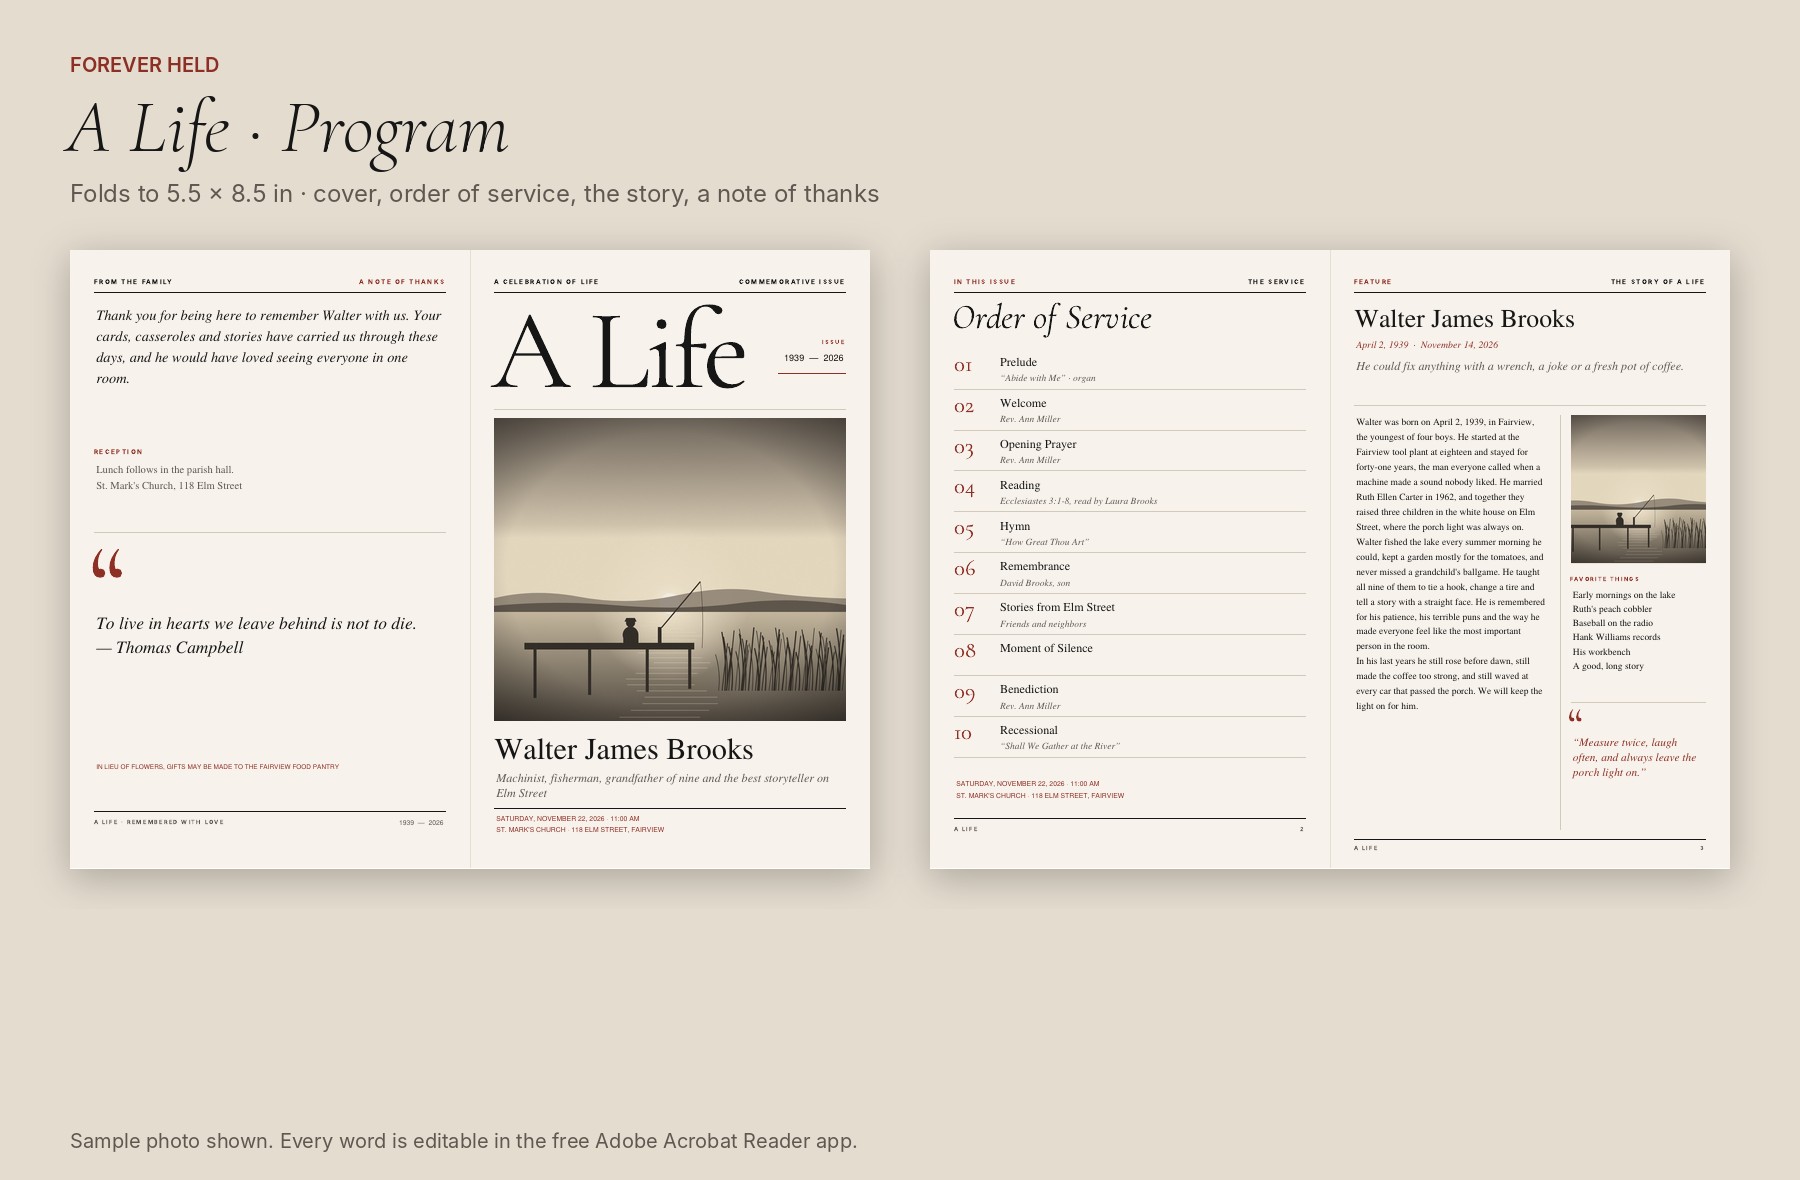 FOREVER HELD
A Life · Program
Folds to 5.5 × 8.5 in · cover, order of service, the story, a note of thanks
FROM THE FAMILY
A NOTE OF THANKS
Thank you for being here to remember Walter with us. Your
cards, casseroles and stories have carried us through these
days, and he would have loved seeing everyone in one
room.
RECEPTION
Lunch follows in the parish hall.
St. Mark's Church, 118 Elm Street
“
To live in hearts we leave behind is not to die.
— Thomas Campbell
IN LIEU OF FLOWERS, GIFTS MAY BE MADE TO THE FAIRVIEW FOOD PANTRY
A LIFE · REMEMBERED WITH LOVE
1939 — 2026
A CELEBRATION OF LIFE
COMMEMORATIVE ISSUE
A Life
ISSUE
1939 — 2026
Walter James Brooks
Machinist, fisherman, grandfather of nine and the best storyteller on
Elm Street
SATURDAY, NOVEMBER 22, 2026 · 11:00 AM
ST. MARK'S CHURCH · 118 ELM STREET, FAIRVIEW
IN THIS ISSUE
THE SERVICE
Order of Service
01 Prelude
“Abide with Me” · organ
02 Welcome
Rev. Ann Miller
03 Opening Prayer
Rev. Ann Miller
04 Reading
Ecclesiastes 3:1-8, read by Laura Brooks
05 Hymn
“How Great Thou Art”
06 Remembrance
David Brooks, son
07 Stories from Elm Street
Friends and neighbors
08 Moment of Silence
09 Benediction
Rev. Ann Miller
10 Recessional
“Shall We Gather at the River”
SATURDAY, NOVEMBER 22, 2026 · 11:00 AM
ST. MARK'S CHURCH · 118 ELM STREET, FAIRVIEW
A LIFE
2
FEATURE
THE STORY OF A LIFE
Walter James Brooks
April 2, 1939 · November 14, 2026
He could fix anything with a wrench, a joke or a fresh pot of coffee.
Walter was born on April 2, 1939, in Fairview,
the youngest of four boys. He started at the
Fairview tool plant at eighteen and stayed for
forty-one years, the man everyone called when a
machine made a sound nobody liked. He married
Ruth Ellen Carter in 1962, and together they
raised three children in the white house on Elm
Street, where the porch light was always on.
Walter fished the lake every summer morning he
could, kept a garden mostly for the tomatoes, and
never missed a grandchild's ballgame. He taught
all nine of them to tie a hook, change a tire and
tell a story with a straight face. He is remembered
for his patience, his terrible puns and the way he
made everyone feel like the most important
person in the room.
In his last years he still rose before dawn, still
made the coffee too strong, and still waved at
every car that passed the porch. We will keep the
light on for him.
FAVORITE THINGS
Early mornings on the lake
Ruth's peach cobbler
Baseball on the radio
Hank Williams records
His workbench
A good, long story
“
“Measure twice, laugh
often, and always leave the
porch light on.”
A LIFE
3
Sample photo shown. Every word is editable in the free Adobe Acrobat Reader app.